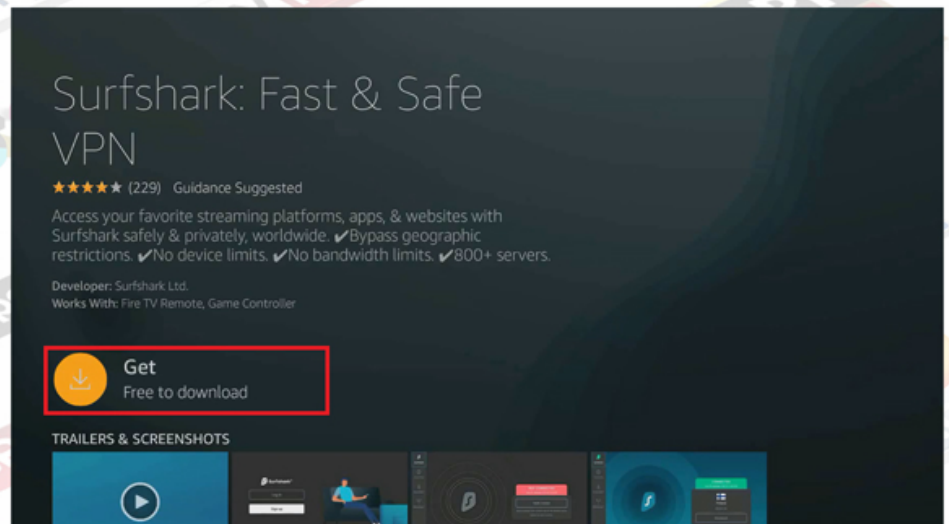 Surfshark: Fast & Safe
VPN
★★★★★ (229) Guidance Suggested
Access your favorite streaming platforms, apps, & websites with
Surfshark safely & privately, worldwide. ✔Bypass geographic
restrictions. ✔No device limits. ✔No bandwidth limits. ✔800+ servers.
Developer: Surfshark Ltd.
Works With: Fire TV Remote, Game Controller
Get
Free to download
TRAILERS & SCREENSHOTS
Surfshark